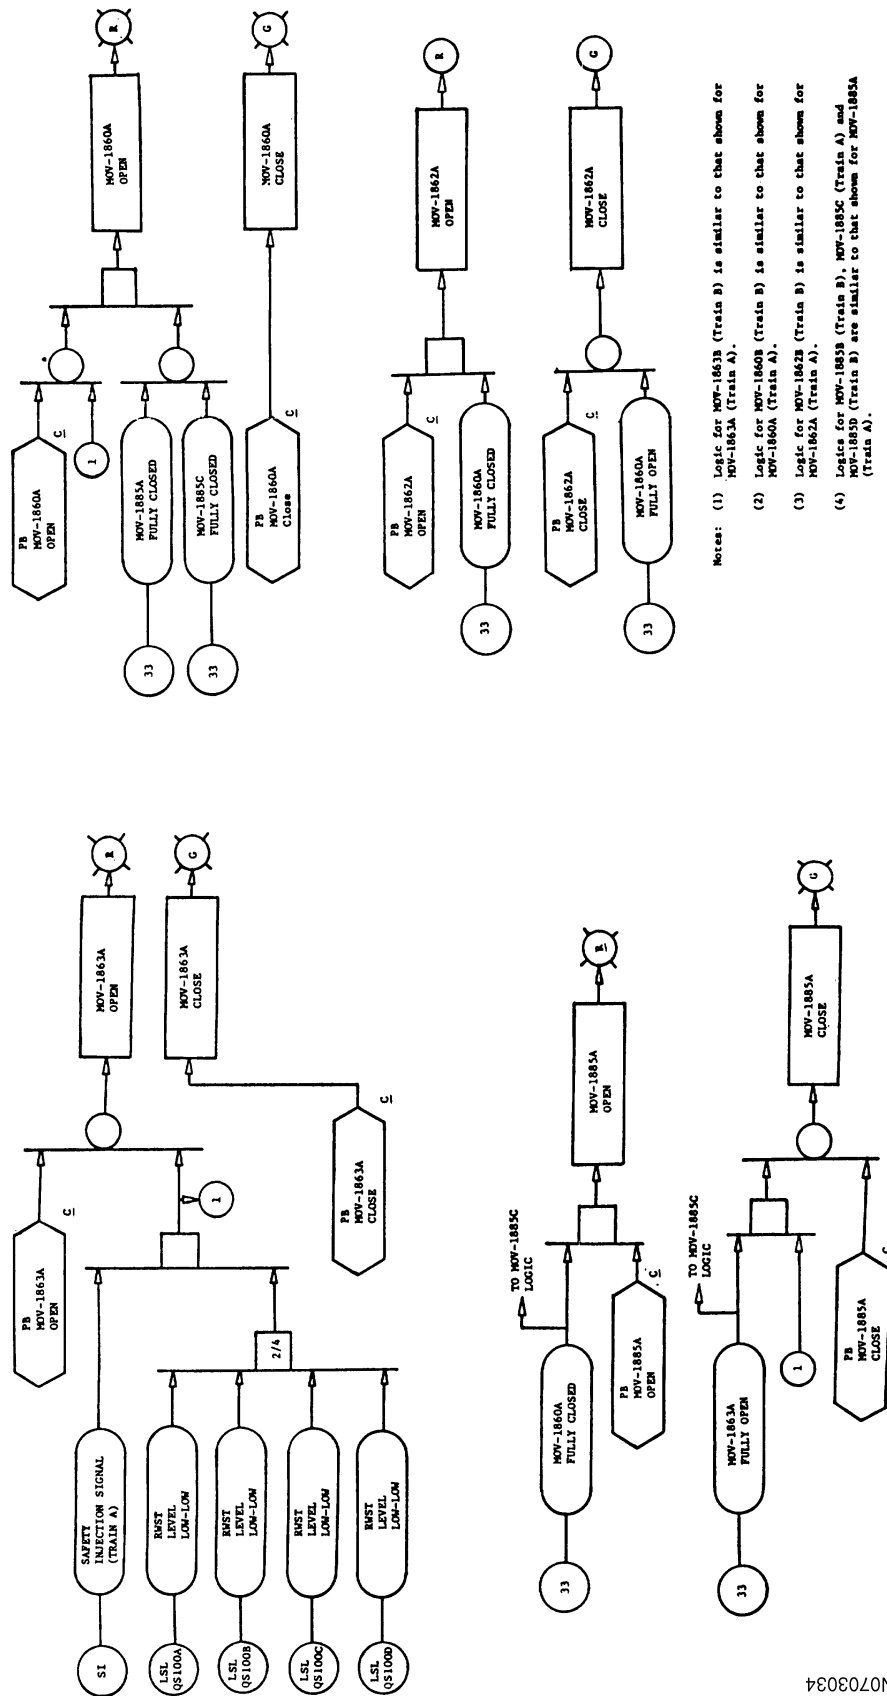 SI
SAFETY
INJECTION SIGNAL
(TRAIN A)
LSL
QS100A
RWST
LEVEL
LOW-LOW
LSL
QS100B
RWST
LEVEL
LOW-LOW
LSL
QS100C
RWST
LEVEL
LOW-LOW
LSL
QS100D
RWST
LEVEL
LOW-LOW
2/4
PB
MOV-1863A
OPEN
C
1
MOV-1863A
OPEN
R
PB
MOV-1863A
CLOSE
C
MOV-1863A
CLOSE
G
33
MOV-1860A
FULLY CLOSED
TO MOV-1885C
LOGIC
PB
MOV-1885A
OPEN
C
MOV-1885A
OPEN
R
33
MOV-1863A
FULLY OPEN
TO MOV-1885C
LOGIC
1
PB
MOV-1885A
CLOSE
C
MOV-1885A
CLOSE
G
PB
MOV-1860A
OPEN
C
1
33
MOV-1885A
FULLY CLOSED
33
MOV-1885C
FULLY CLOSED
MOV-1860A
OPEN
R
PB
MOV-1860A
Close
C
MOV-1860A
CLOSE
G
PB
MOV-1862A
OPEN
C
33
MOV-1860A
FULLY CLOSED
MOV-1862A
OPEN
R
PB
MOV-1862A
CLOSE
C
33
MOV-1860A
FULLY OPEN
MOV-1862A
CLOSE
G
Notes: (1) Logic for MOV-1863B (Train B) is similar to that shown for
MOV-1863A (Train A).
(2) Logic for MOV-1860B (Train B) is similar to that shown for
MOV-1860A (Train A).
(3) Logic for MOV-1862B (Train B) is similar to that shown for
MOV-1862A (Train A).
(4) Logics for MOV-1885B (Train B), MOV-1885C (Train A) and
MOV-1885D (Train B) are similar to that shown for MOV-1885A
(Train A).
N0703034